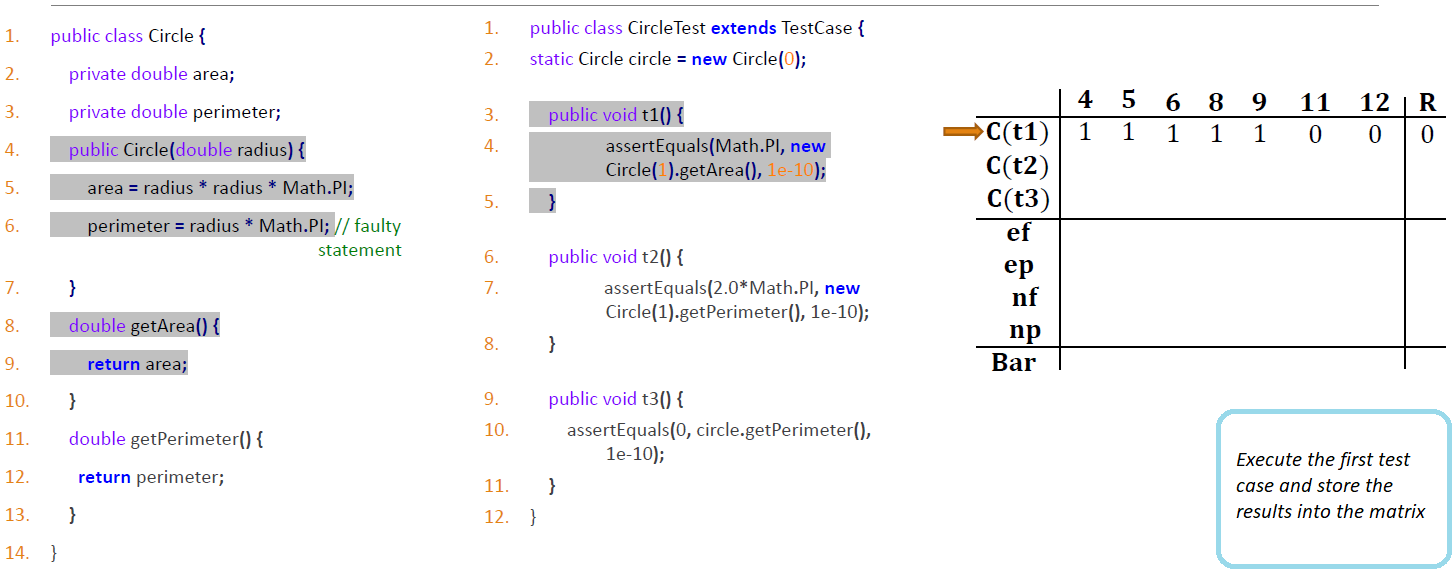 1. public class Circle {
2. private double area;
3. private double perimeter;
4. public Circle(double radius) {
5. area = radius * radius * Math.PI;
6. perimeter = radius * Math.PI; // faulty
statement
7. }
8. double getArea() {
9. return area;
10. }
11. double getPerimeter() {
12. return perimeter;
13. }
14. }
1. public class CircleTest extends TestCase {
2. static Circle circle = new Circle(0);
3. public void t1() {
4. assertEquals(Math.PI, new
Circle(1).getArea(), 1e-10);
5. }
6. public void t2() {
7. assertEquals(2.0*Math.PI, new
Circle(1).getPerimeter(), 1e-10);
8. }
9. public void t3() {
10. assertEquals(0, circle.getPerimeter(),
1e-10);
11. }
12. }
4 5 6 8 9 11 12 R
C(t1) 1 1 1 1 1 0 0 0
C(t2)
C(t3)
ef
ep
nf
np
Bar
Execute the first test
case and store the
results into the matrix